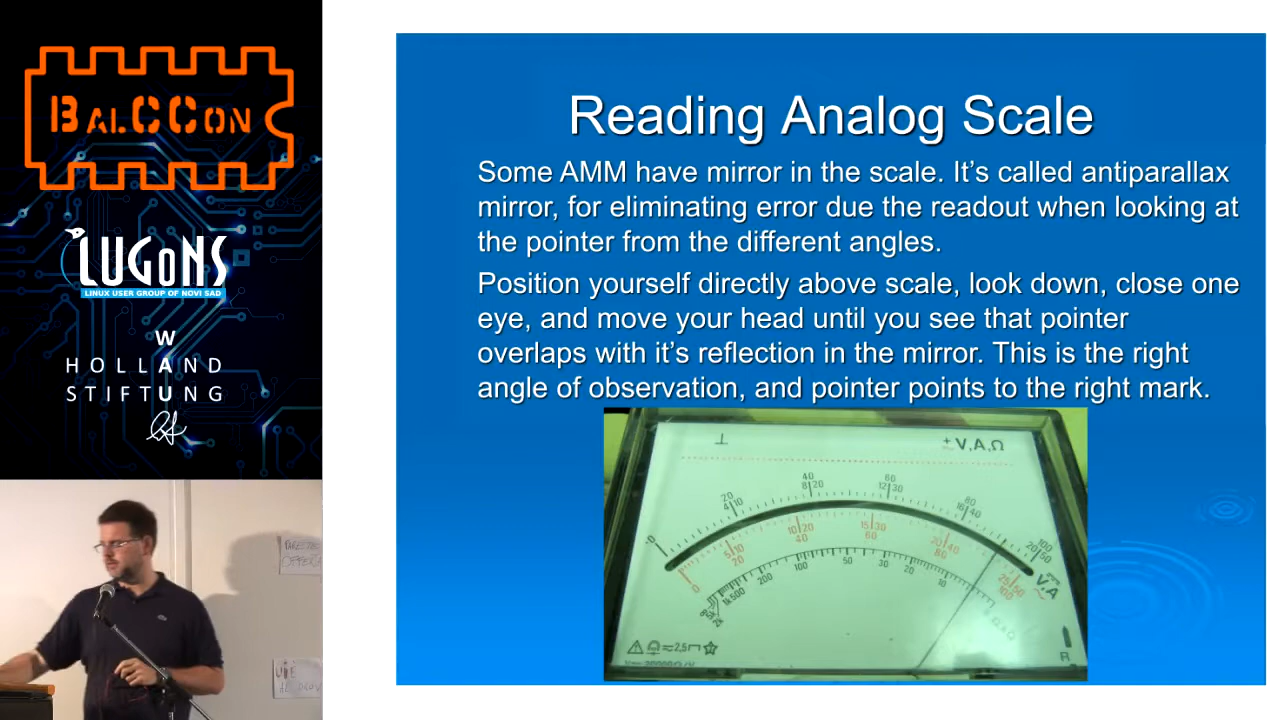 BALCCON
LUGoNS
LINUX USER GROUP OF NOVI SAD
W
HOLLAND
STIFTUNG
U
Reading Analog Scale
Some AMM have mirror in the scale. It's called antiparallax
mirror, for eliminating error due the readout when looking at
the pointer from the different angles.
Position yourself directly above scale, look down, close one
eye, and move your head until you see that pointer
overlaps with it's reflection in the mirror. This is the right
angle of observation, and pointer points to the right mark.
+V,A,Ω
0 20 40 60 80 100
4 8 12 16 20
10 20 30 40 50
0 5 10 15 20 25
10 20 30 40 50
20 40 60 80 100
500 200 100 50 30 20 10
V.A
2,5
R